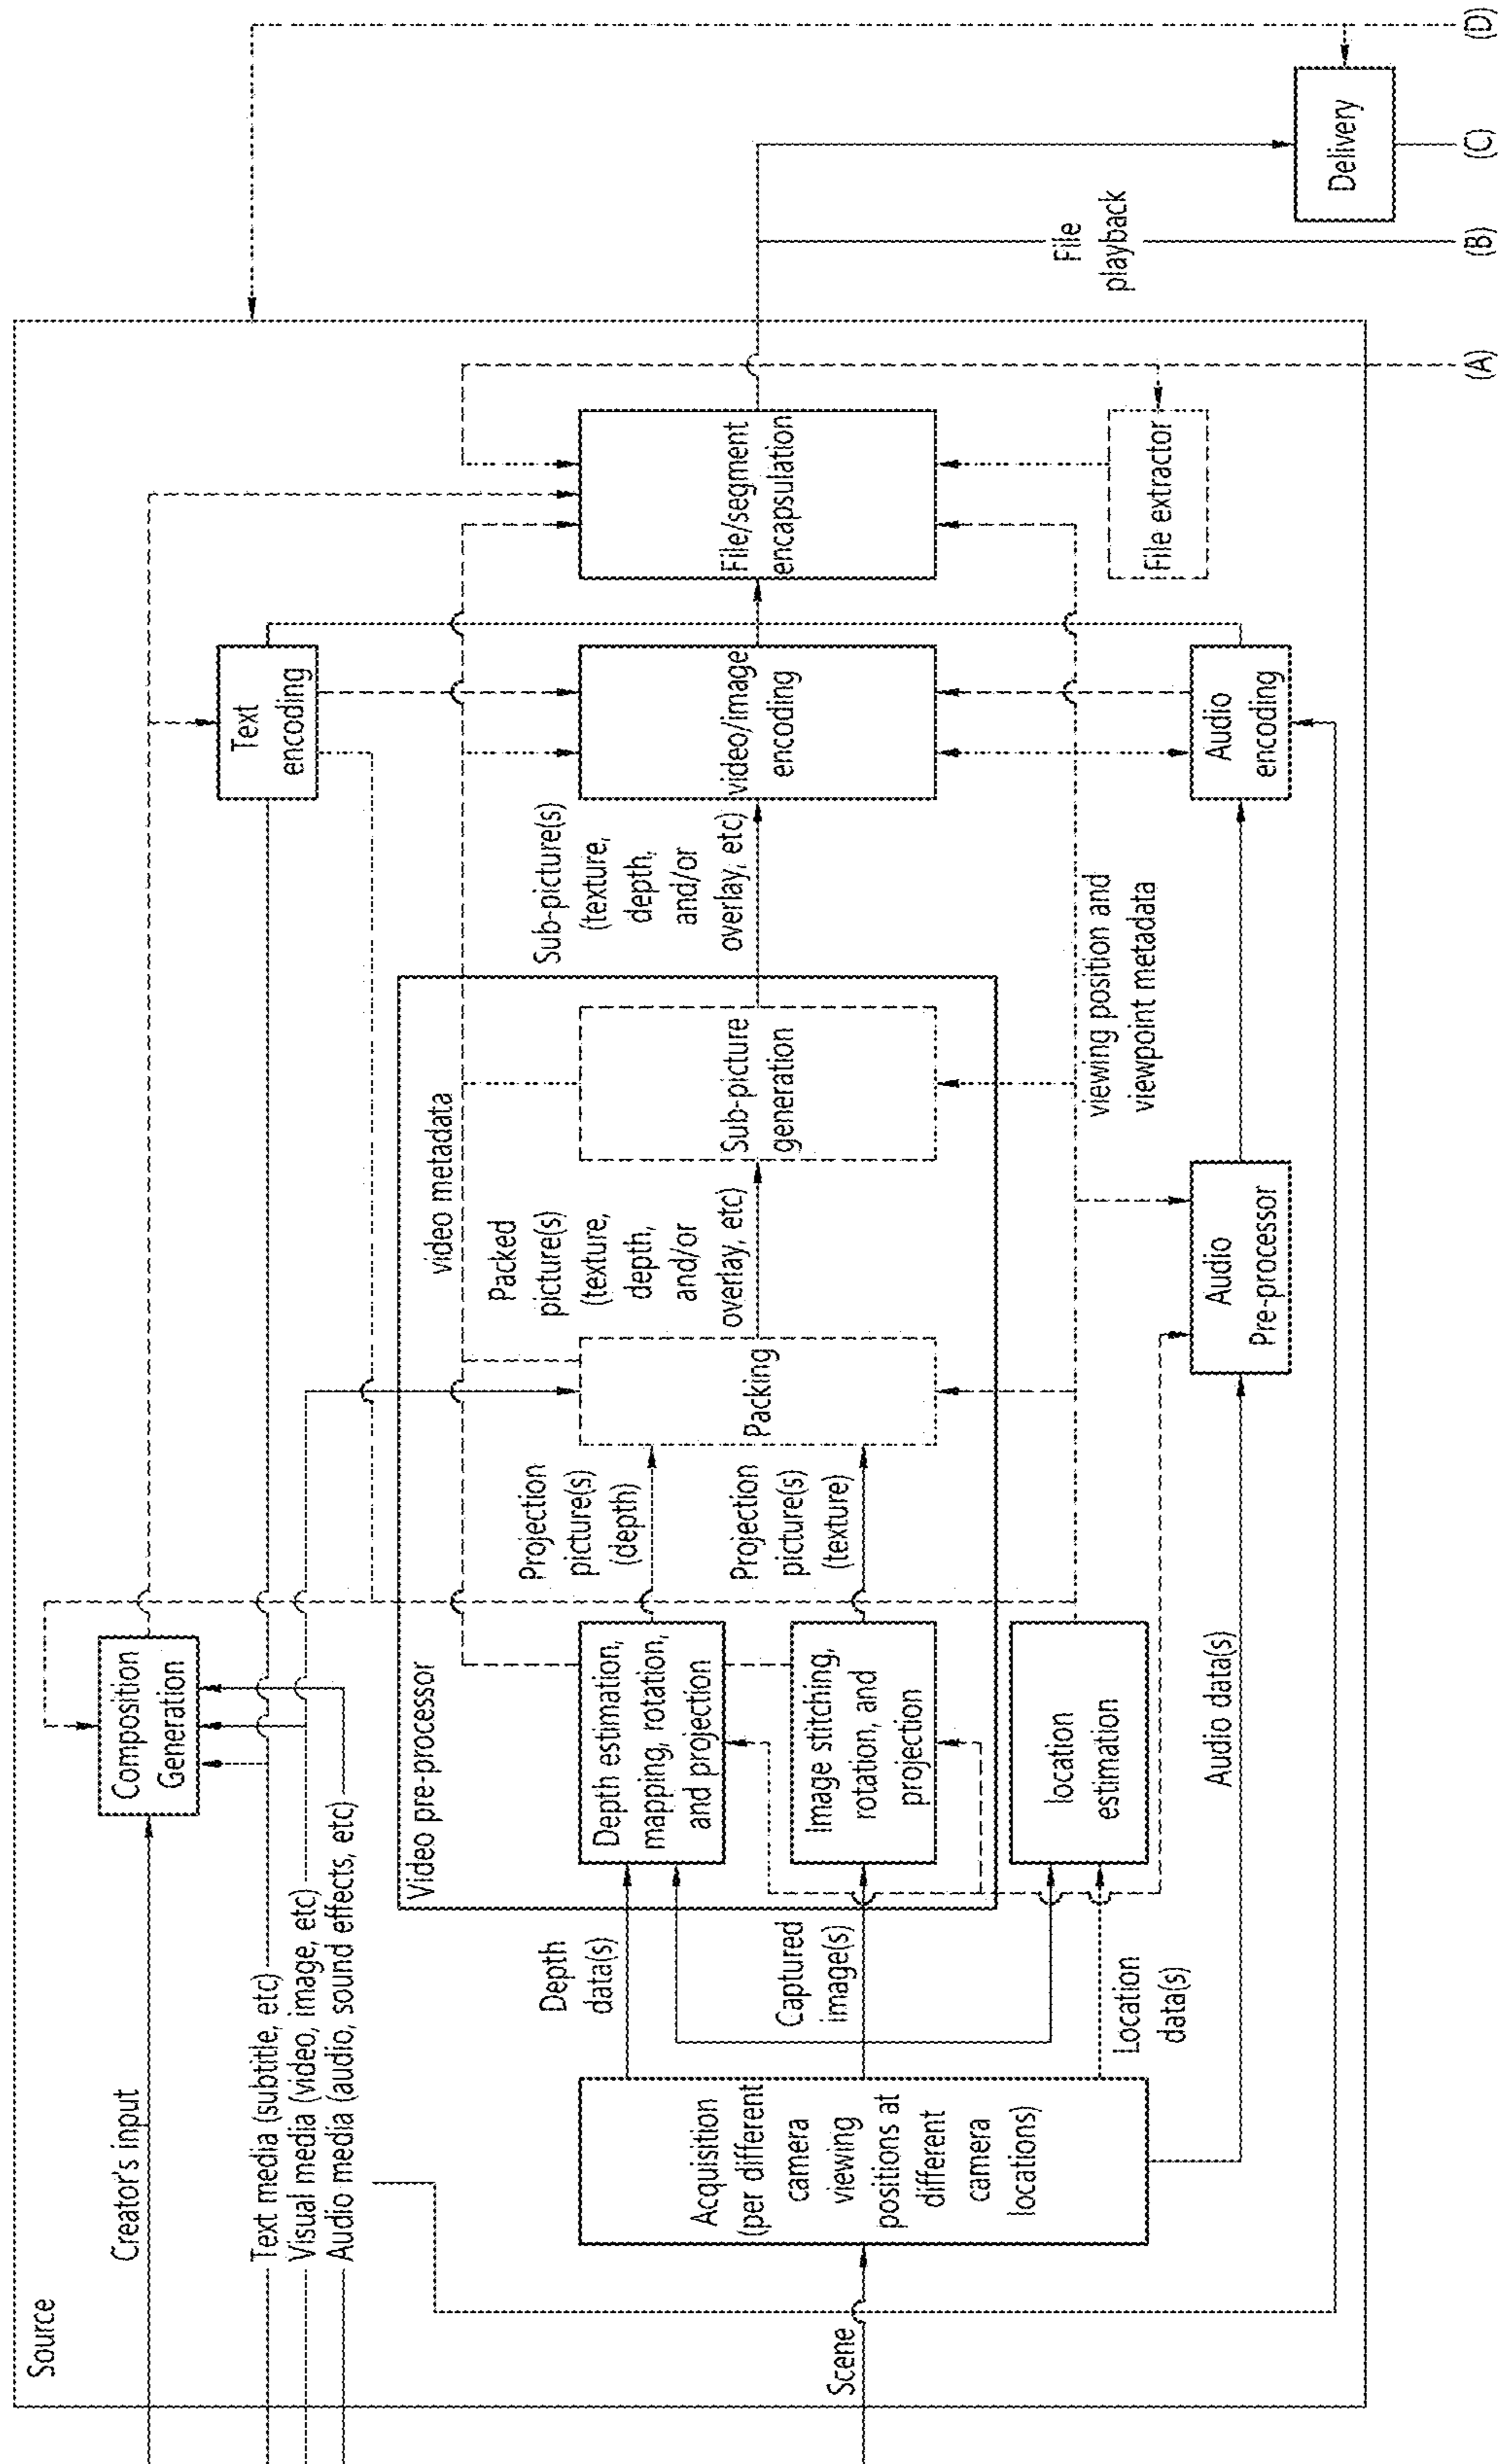 Source
Creator's input
Text media (subtitle, etc)
Visual media (video, image, etc)
Audio media (audio, sound effects, etc)
Scene
Composition
Generation
Text
encoding
Acquisition
(per different
camera
viewing
positions at
different
camera
locations)
Depth
data(s)
Captured
image(s)
Location
data(s)
Video pre-processor
Depth estimation,
mapping, rotation,
and projection
Image stitching,
rotation, and
projection
location
estimation
Audio data(s)
Projection
picture(s)
(depth)
Projection
picture(s)
(texture)
Packing
video metadata
Packed
picture(s)
(texture,
depth,
and/or
overlay, etc)
Sub-picture
generation
Audio
Pre-processor
viewing position and
viewpoint metadata
Sub-picture(s)
(texture,
depth,
and/or
overlay, etc)
video/image
encoding
Audio
encoding
File/segment
encapsulation
File extractor
File
playback
Delivery
(A)
(B)
(C)
(D)